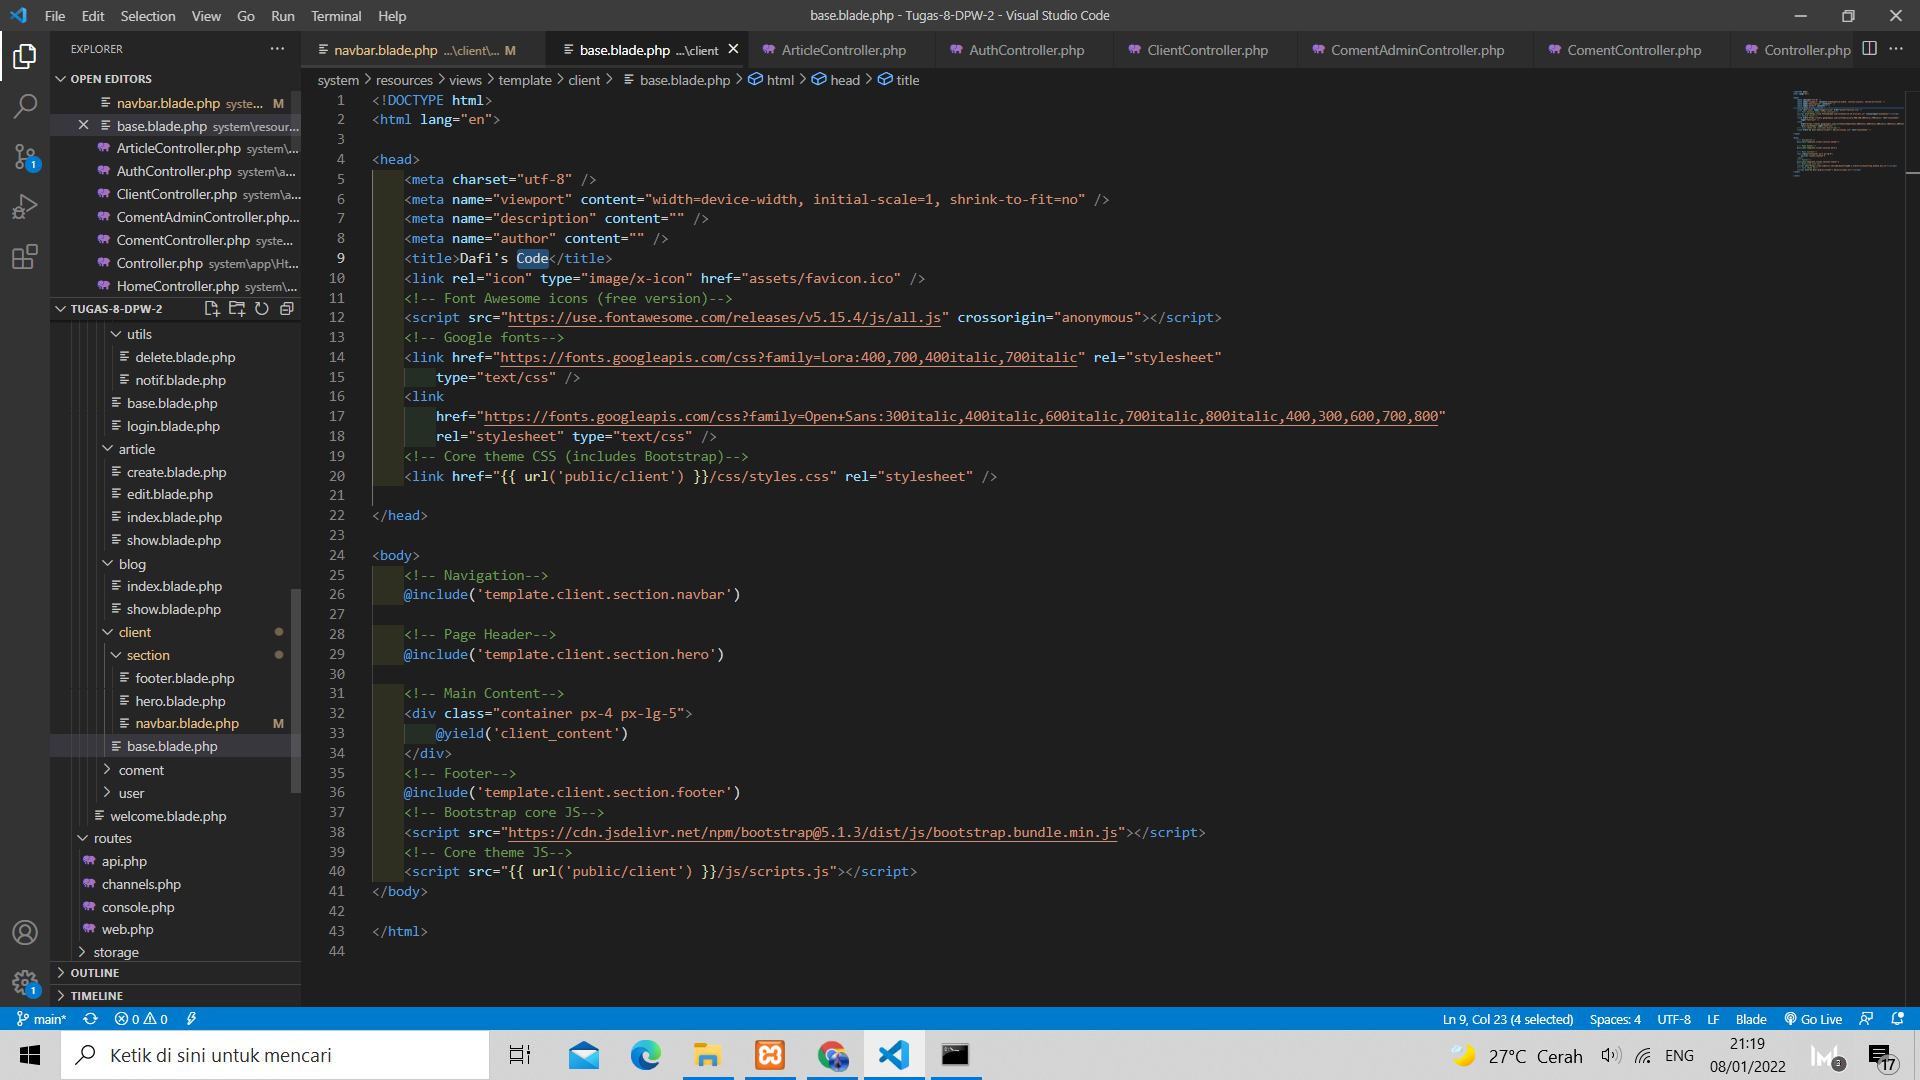 File Edit Selection View Go Run Terminal Help
base.blade.php - Tugas-8-DPW-2 - Visual Studio Code
EXPLORER
OPEN EDITORS
navbar.blade.php syste... M
base.blade.php system\resour...
ArticleController.php system\...
AuthController.php system\a...
ClientController.php system\a...
ComentAdminController.php...
ComentController.php syste...
Controller.php system\app\Ht...
HomeController.php system\...
TUGAS-8-DPW-2
utils
delete.blade.php
notif.blade.php
base.blade.php
login.blade.php
article
create.blade.php
edit.blade.php
index.blade.php
show.blade.php
blog
index.blade.php
show.blade.php
client
section
footer.blade.php
hero.blade.php
navbar.blade.php M
base.blade.php
coment
user
welcome.blade.php
routes
api.php
channels.php
console.php
web.php
storage
OUTLINE
TIMELINE
navbar.blade.php ...\client\... M
base.blade.php ...\client
ArticleController.php
AuthController.php
ClientController.php
ComentAdminController.php
ComentController.php
Controller.php
system > resources > views > template > client > base.blade.php > html > head > title
1 <!DOCTYPE html>
2 <html lang="en">
3
4 <head>
5 <meta charset="utf-8" />
6 <meta name="viewport" content="width=device-width, initial-scale=1, shrink-to-fit=no" />
7 <meta name="description" content="" />
8 <meta name="author" content="" />
9 <title>Dafi's Code</title>
10 <link rel="icon" type="image/x-icon" href="assets/favicon.ico" />
11 <!-- Font Awesome icons (free version)-->
12 <script src="https://use.fontawesome.com/releases/v5.15.4/js/all.js" crossorigin="anonymous"></script>
13 <!-- Google fonts-->
14 <link href="https://fonts.googleapis.com/css?family=Lora:400,700,400italic,700italic" rel="stylesheet"
15 type="text/css" />
16 <link
17 href="https://fonts.googleapis.com/css?family=Open+Sans:300italic,400italic,600italic,700italic,800italic,400,300,600,700,800"
18 rel="stylesheet" type="text/css" />
19 <!-- Core theme CSS (includes Bootstrap)-->
20 <link href="{{ url('public/client') }}/css/styles.css" rel="stylesheet" />
21
22 </head>
23
24 <body>
25 <!-- Navigation-->
26 @include('template.client.section.navbar')
27
28 <!-- Page Header-->
29 @include('template.client.section.hero')
30
31 <!-- Main Content-->
32 <div class="container px-4 px-lg-5">
33 @yield('client_content')
34 </div>
35 <!-- Footer-->
36 @include('template.client.section.footer')
37 <!-- Bootstrap core JS-->
38 <script src="https://cdn.jsdelivr.net/npm/bootstrap@5.1.3/dist/js/bootstrap.bundle.min.js"></script>
39 <!-- Core theme JS-->
40 <script src="{{ url('public/client') }}/js/scripts.js"></script>
41 </body>
42
43 </html>
44
1
1
main* 0 0
Ln 9, Col 23 (4 selected) Spaces: 4 UTF-8 LF Blade Go Live
Ketik di sini untuk mencari
27°C Cerah
ENG
21:19
08/01/2022
3
17